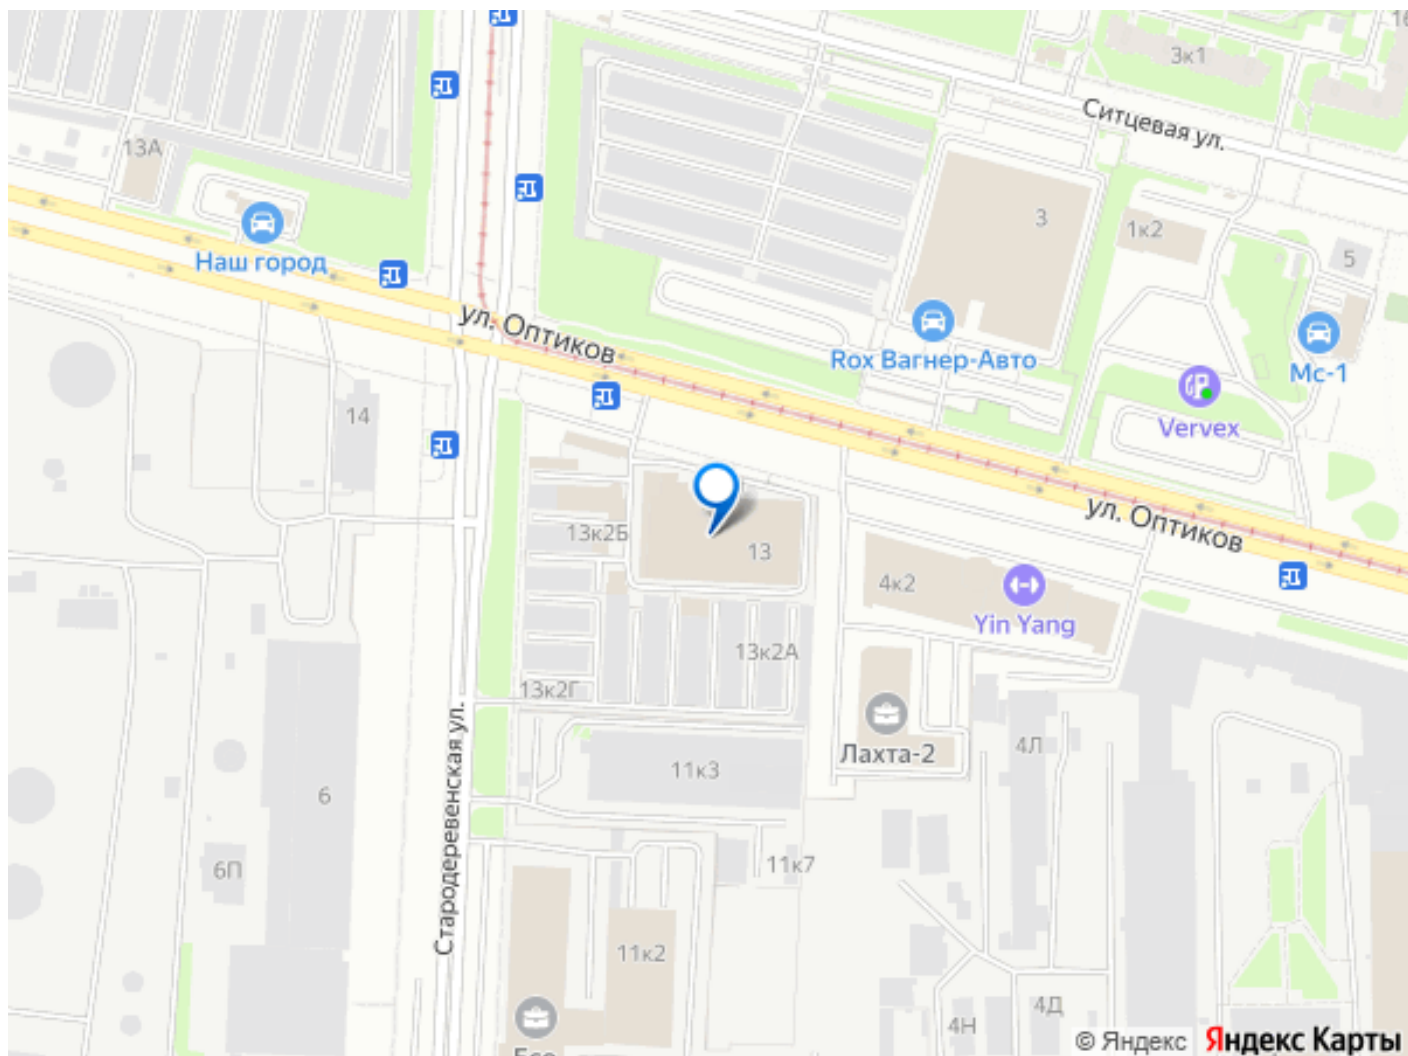 3к1
Ситцевая ул.
13А
3
1к2
5
Наш город
ул. Оптиков
Rox Вагнер-Авто
Мс-1
Vervex
14
ул. Оптиков
13к2Б
13
4к2
Yin Yang
13к2А
13к2Г
Стародеревенская ул.
Лахта-2
4Л
11к3
6
6П
11к7
11к2
4Н
4Д
© Яндекс
Яндекс Карты